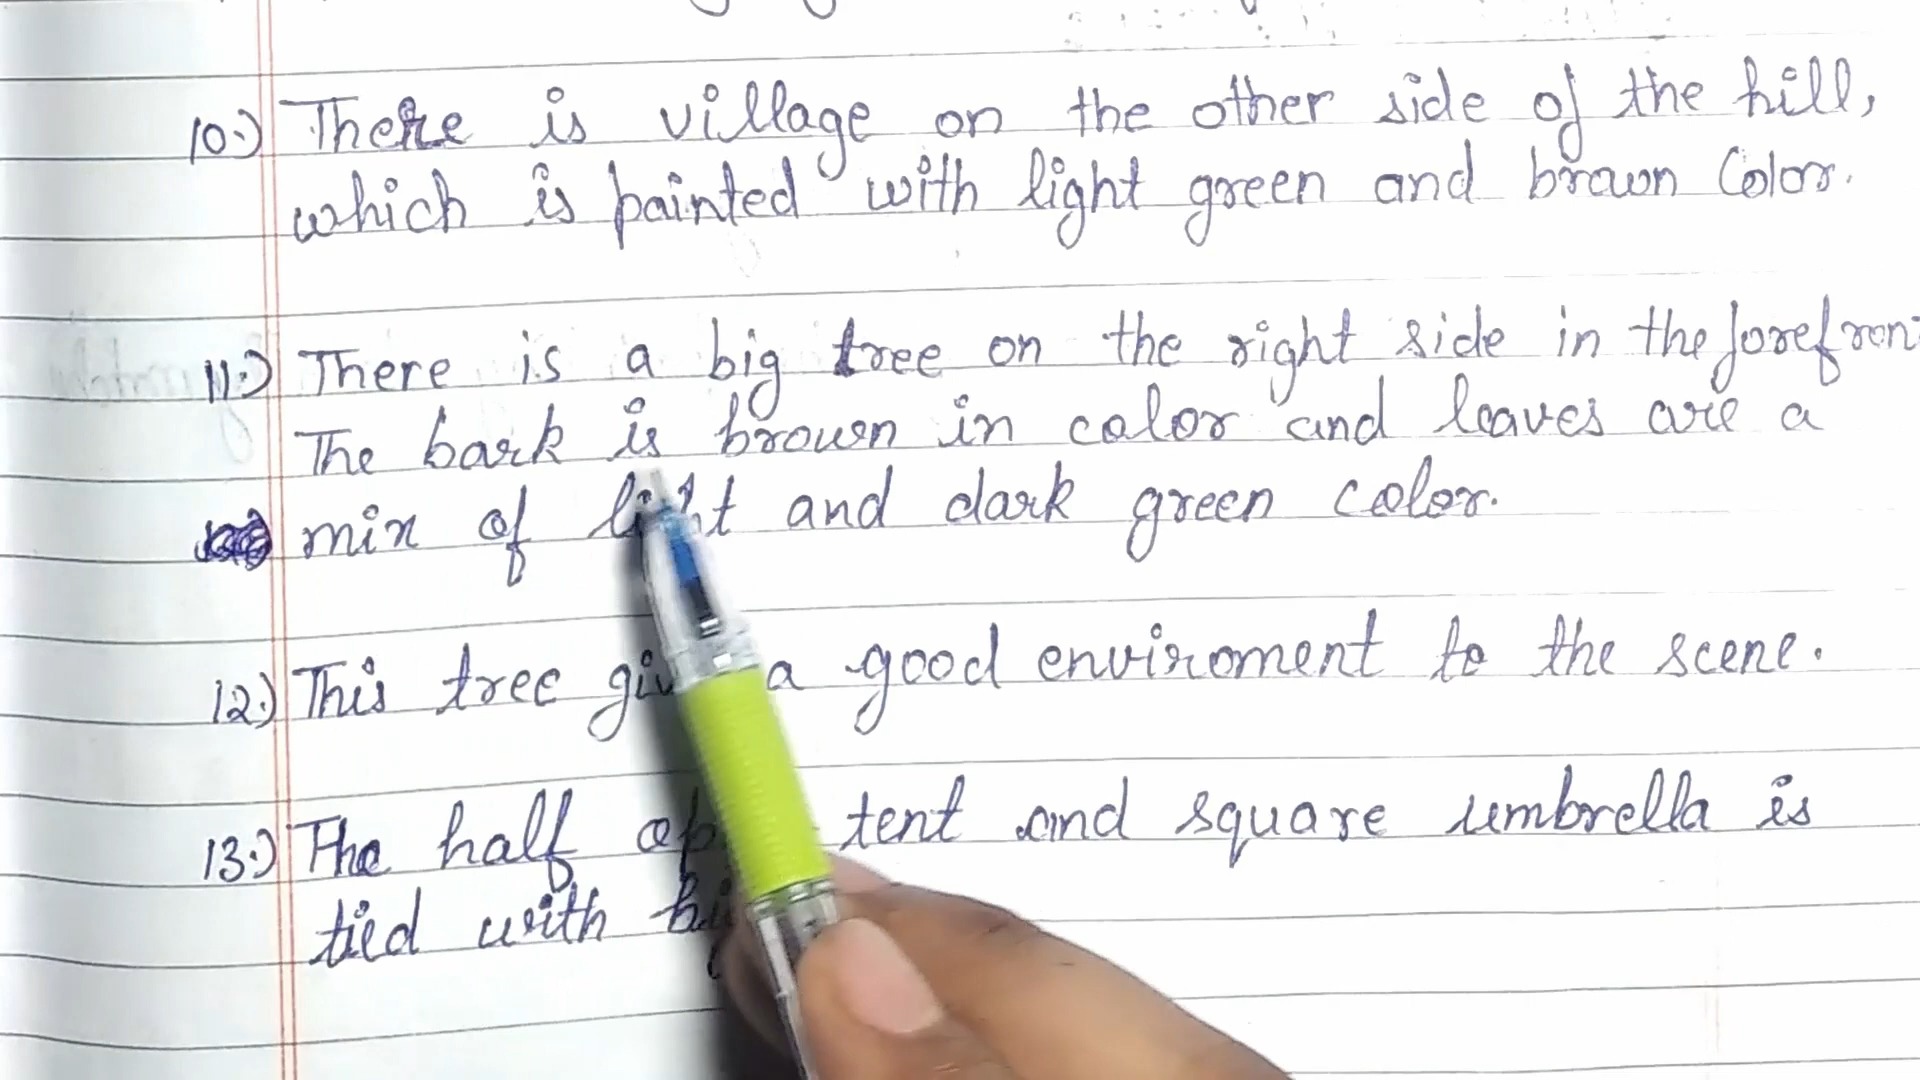 10.) There is village on the other side of the hill,
which is painted with light green and brown Color.
11.) There is a big tree on the right side in the forefron
The bark is brown in color and leaves are a
mix of light and dark green color.
12.) This tree a good enviroment to the scene.
13.) The half tent and square umbrella is
tied with